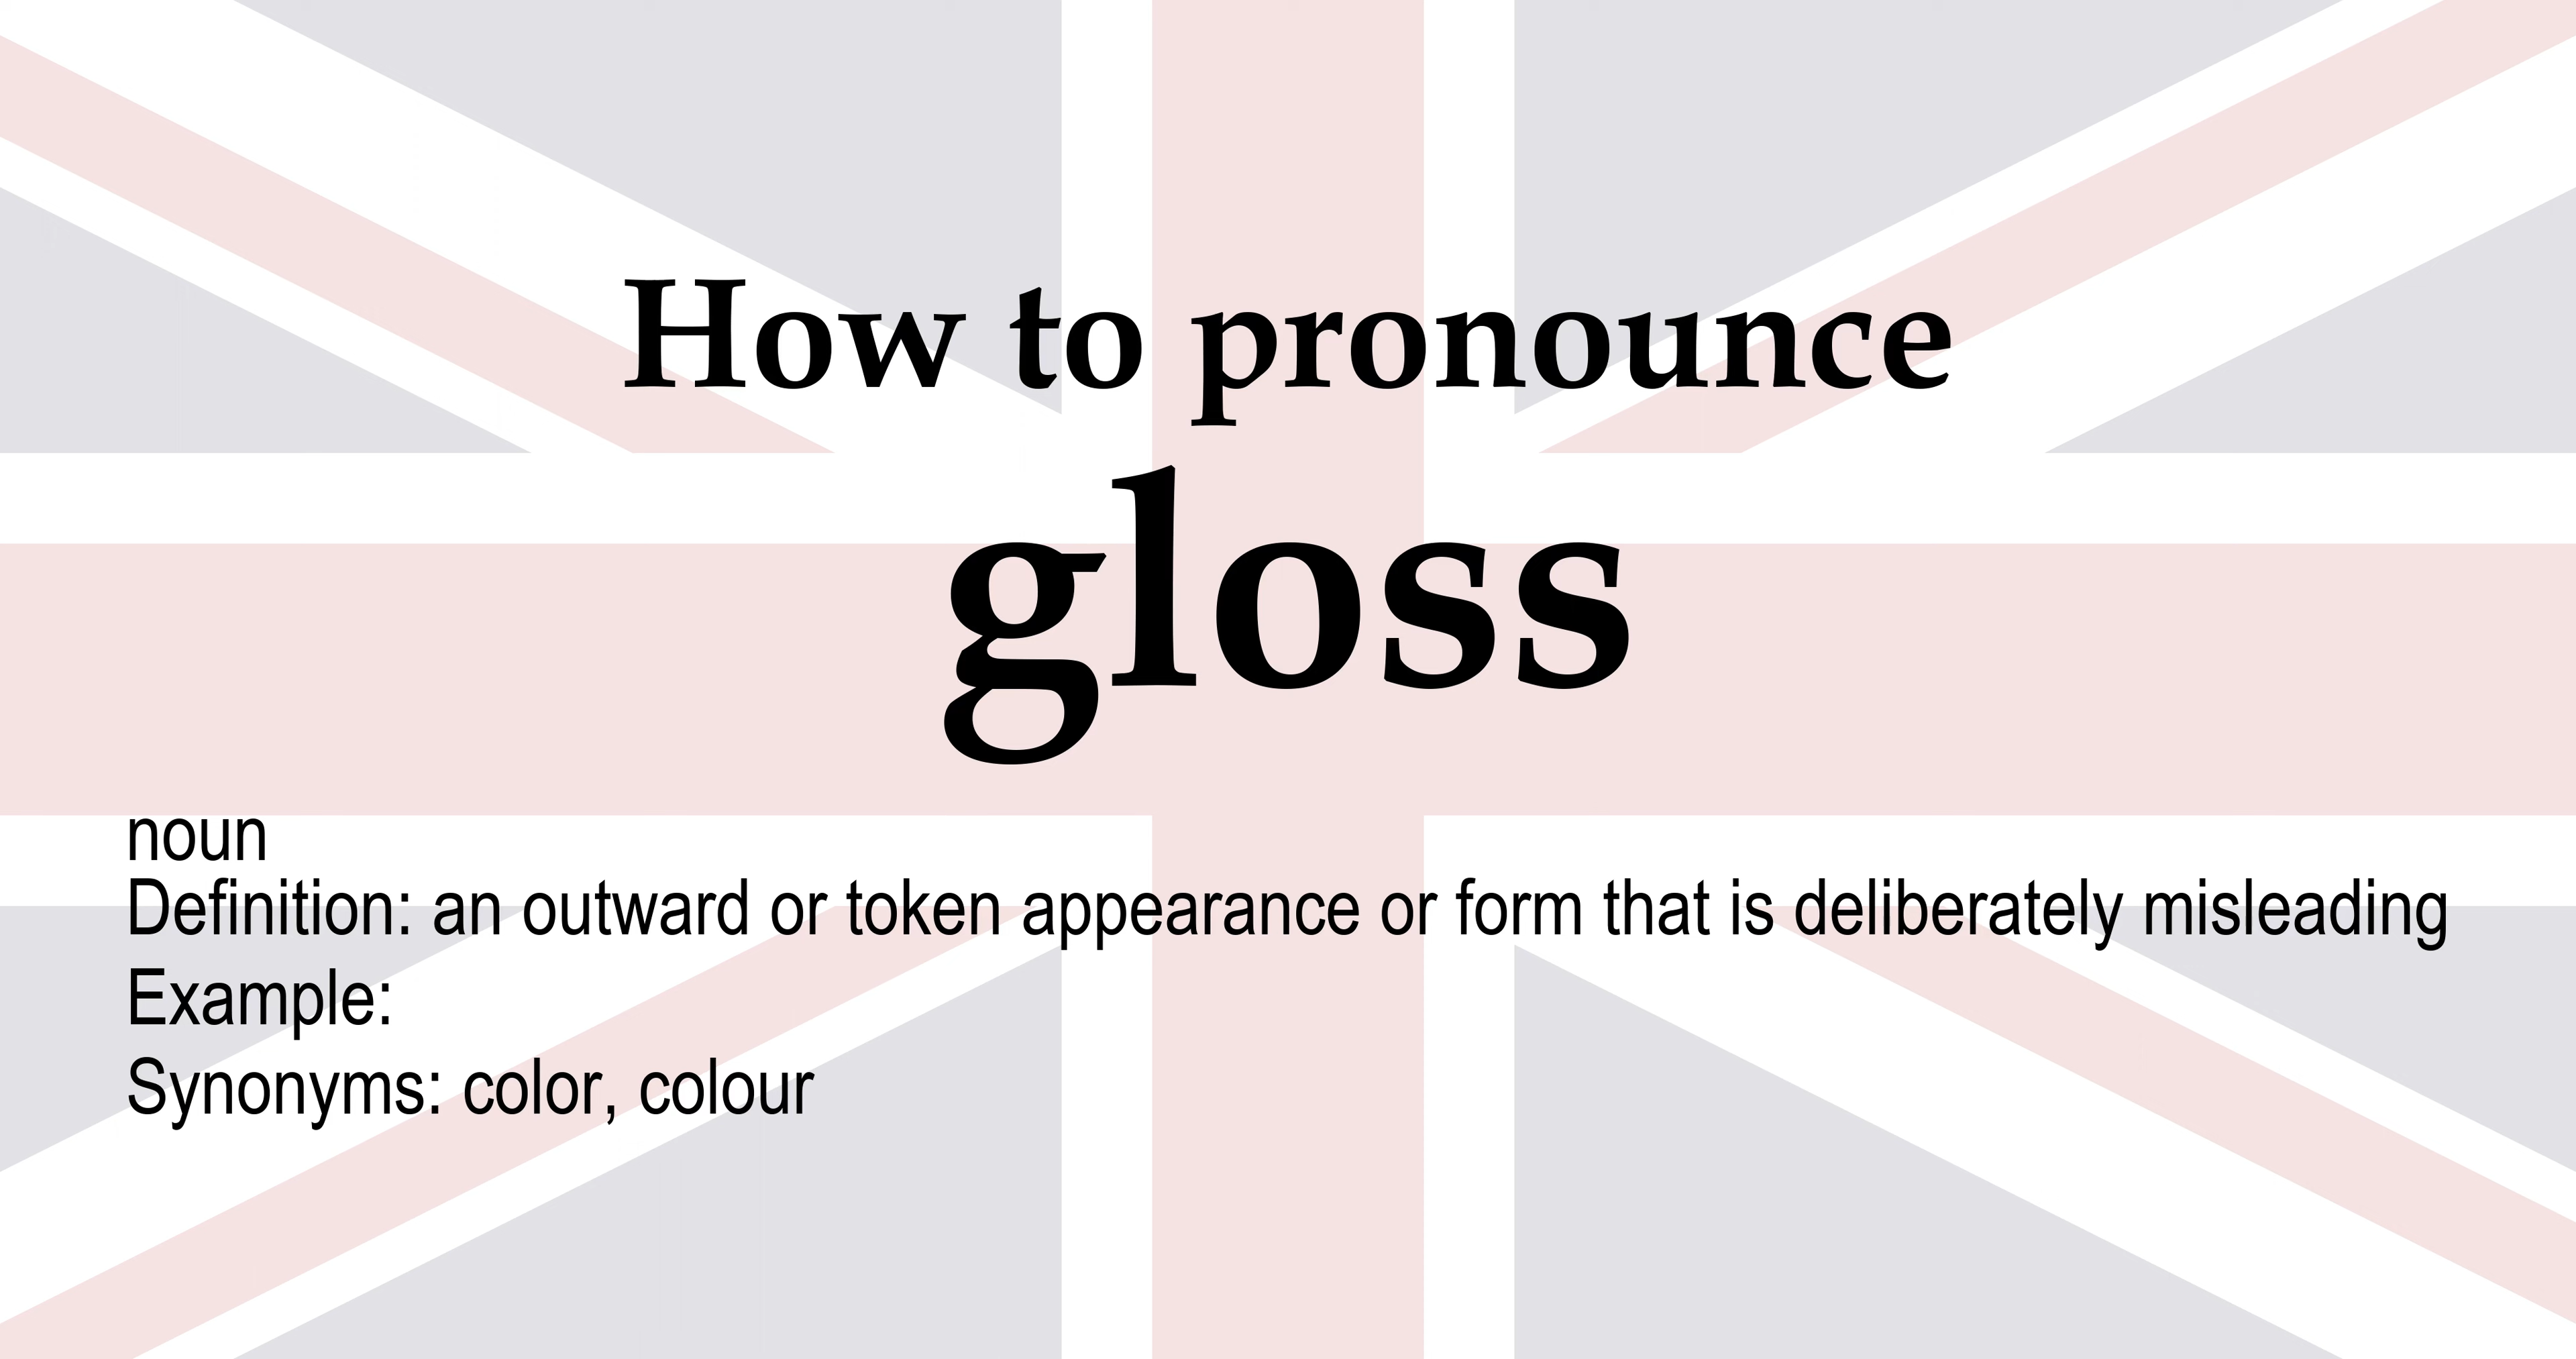 How to pronounce
gloss
noun
Definition: an outward or token appearance or form that is deliberately misleading
Example:
Synonyms: color, colour